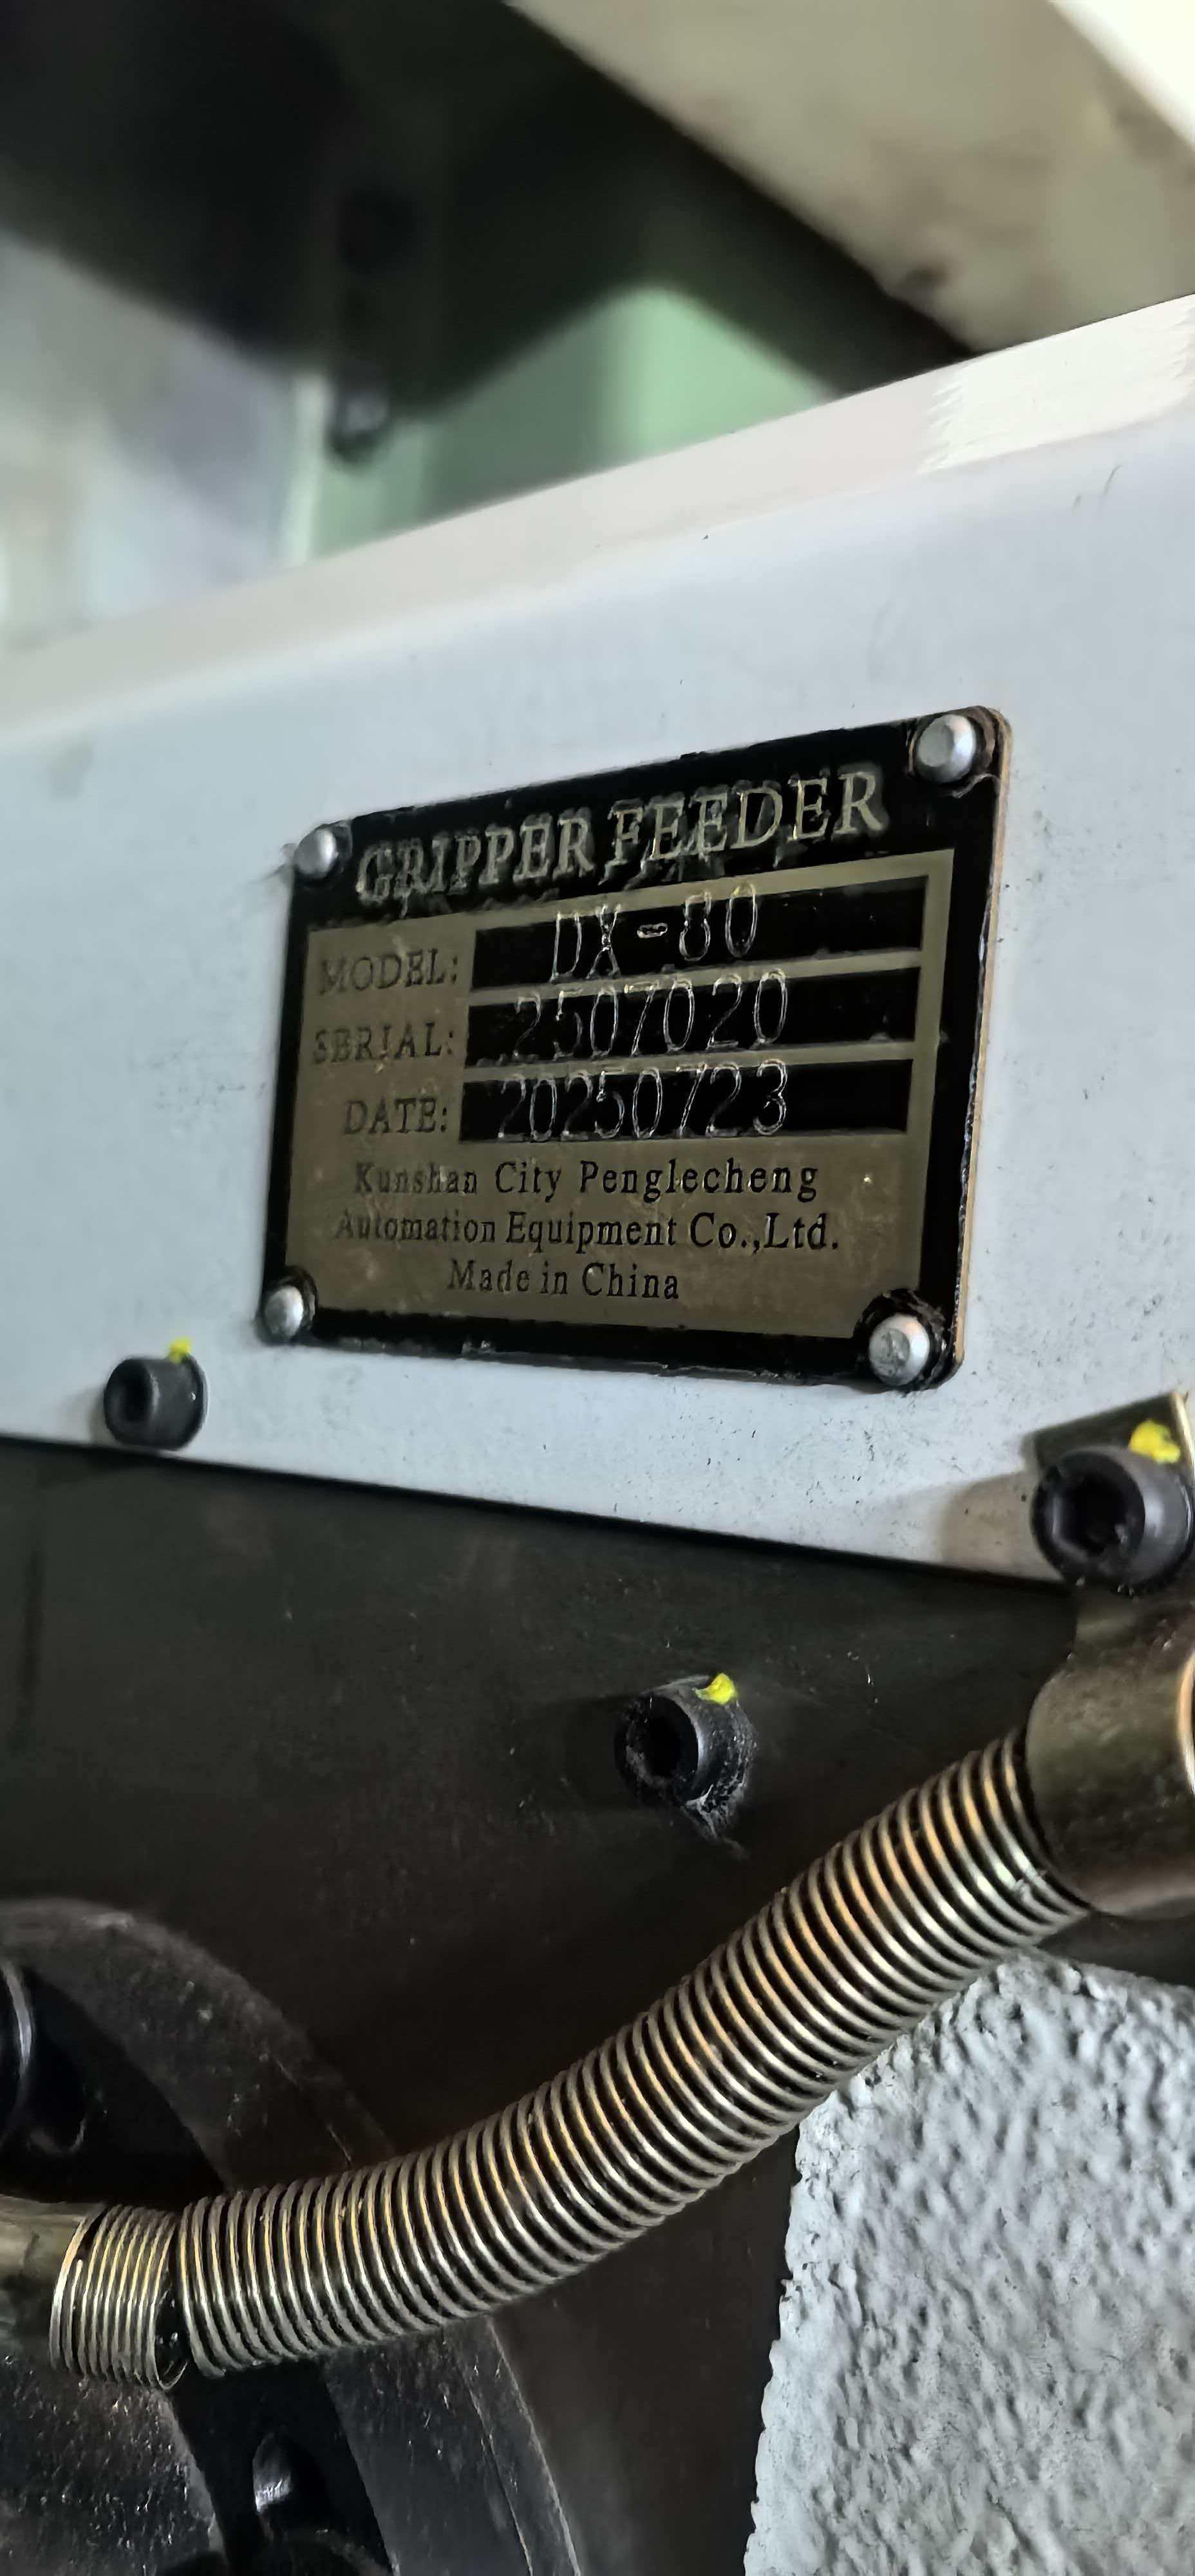 GRIPPER FEEDER
MODEL: DX-80
SERIAL: 2507020
DATE: 20250723
Kunshan City Penglecheng
Automation Equipment Co.,Ltd.
Made in China